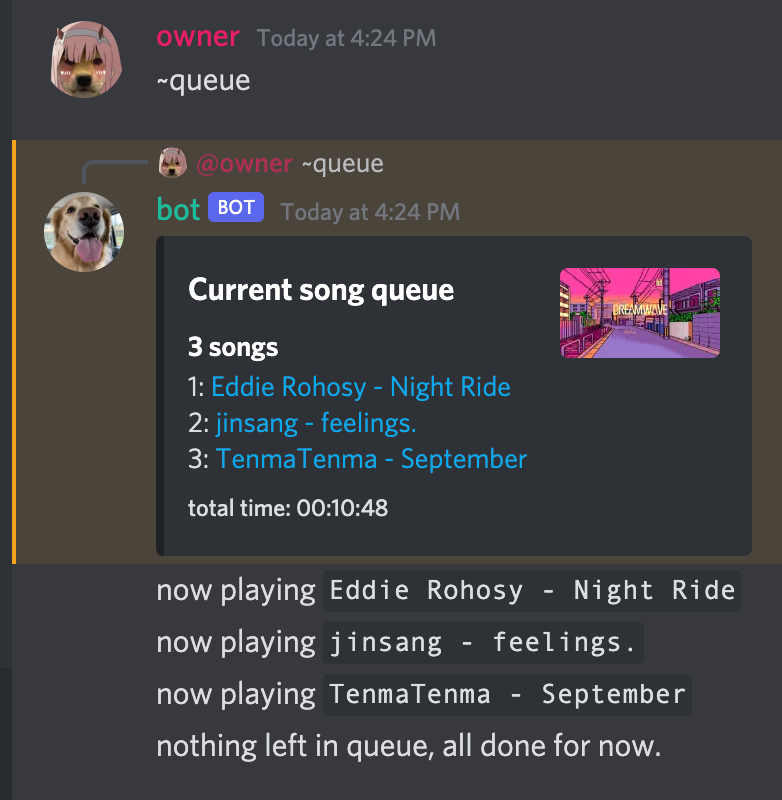 owner Today at 4:24 PM
~queue
@owner ~queue
bot BOT Today at 4:24 PM
Current song queue
DREAMWAVE
3 songs
1: Eddie Rohosy - Night Ride
2: jinsang - feelings.
3: TenmaTenma - September
total time: 00:10:48
now playing Eddie Rohosy - Night Ride
now playing jinsang - feelings.
now playing TenmaTenma - September
nothing left in queue, all done for now.